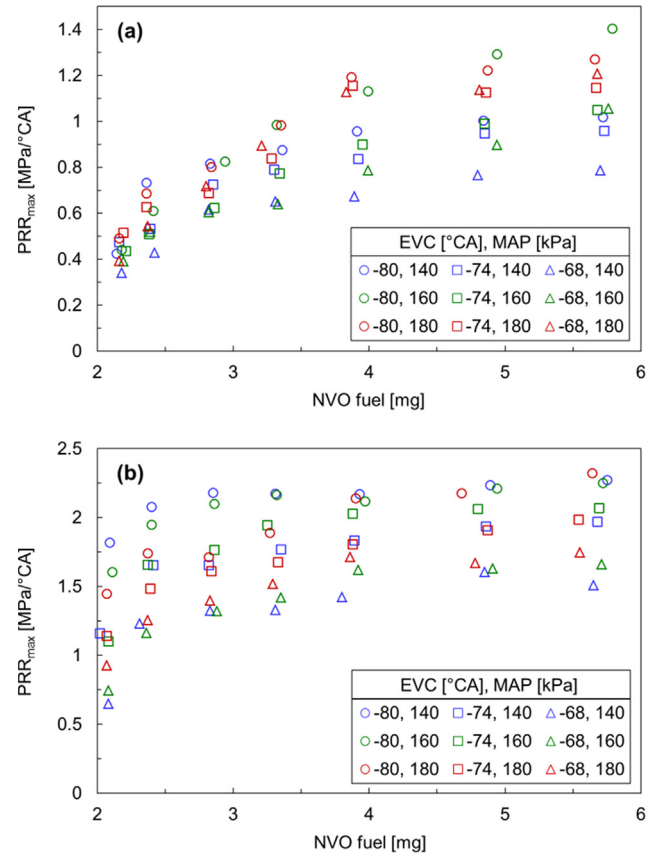 (a)
1.4
1.2
1
0.8
0.6
0.4
0.2
0
PRRmax [MPa/°CA]
2 3 4 5 6
NVO fuel [mg]
EVC [°CA], MAP [kPa]
-80, 140 -74, 140 -68, 140
-80, 160 -74, 160 -68, 160
-80, 180 -74, 180 -68, 180
(b)
2.5
2
1.5
1
0.5
0
PRRmax [MPa/°CA]
2 3 4 5 6
NVO fuel [mg]
EVC [°CA], MAP [kPa]
-80, 140 -74, 140 -68, 140
-80, 160 -74, 160 -68, 160
-80, 180 -74, 180 -68, 180